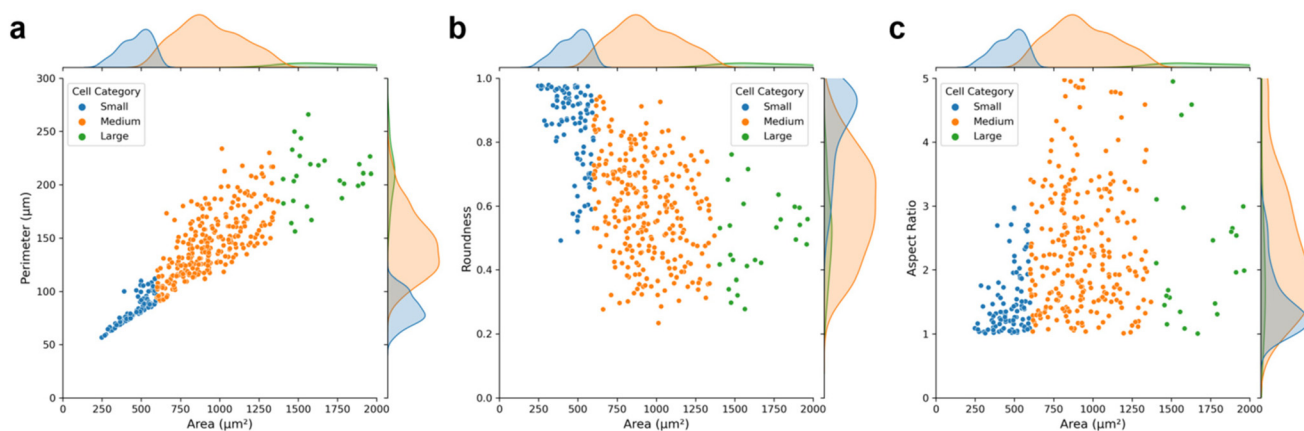 a
Perimeter (µm)
300
250
200
150
100
50
0
Cell Category
Small
Medium
Large
0 250 500 750 1000 1250 1500 1750 2000
Area (µm²)
b
Roundness
1.0
0.8
0.6
0.4
0.2
0.0
Cell Category
Small
Medium
Large
0 250 500 750 1000 1250 1500 1750 2000
Area (µm²)
c
Aspect Ratio
5
4
3
2
1
0
Cell Category
Small
Medium
Large
0 250 500 750 1000 1250 1500 1750 2000
Area (µm²)